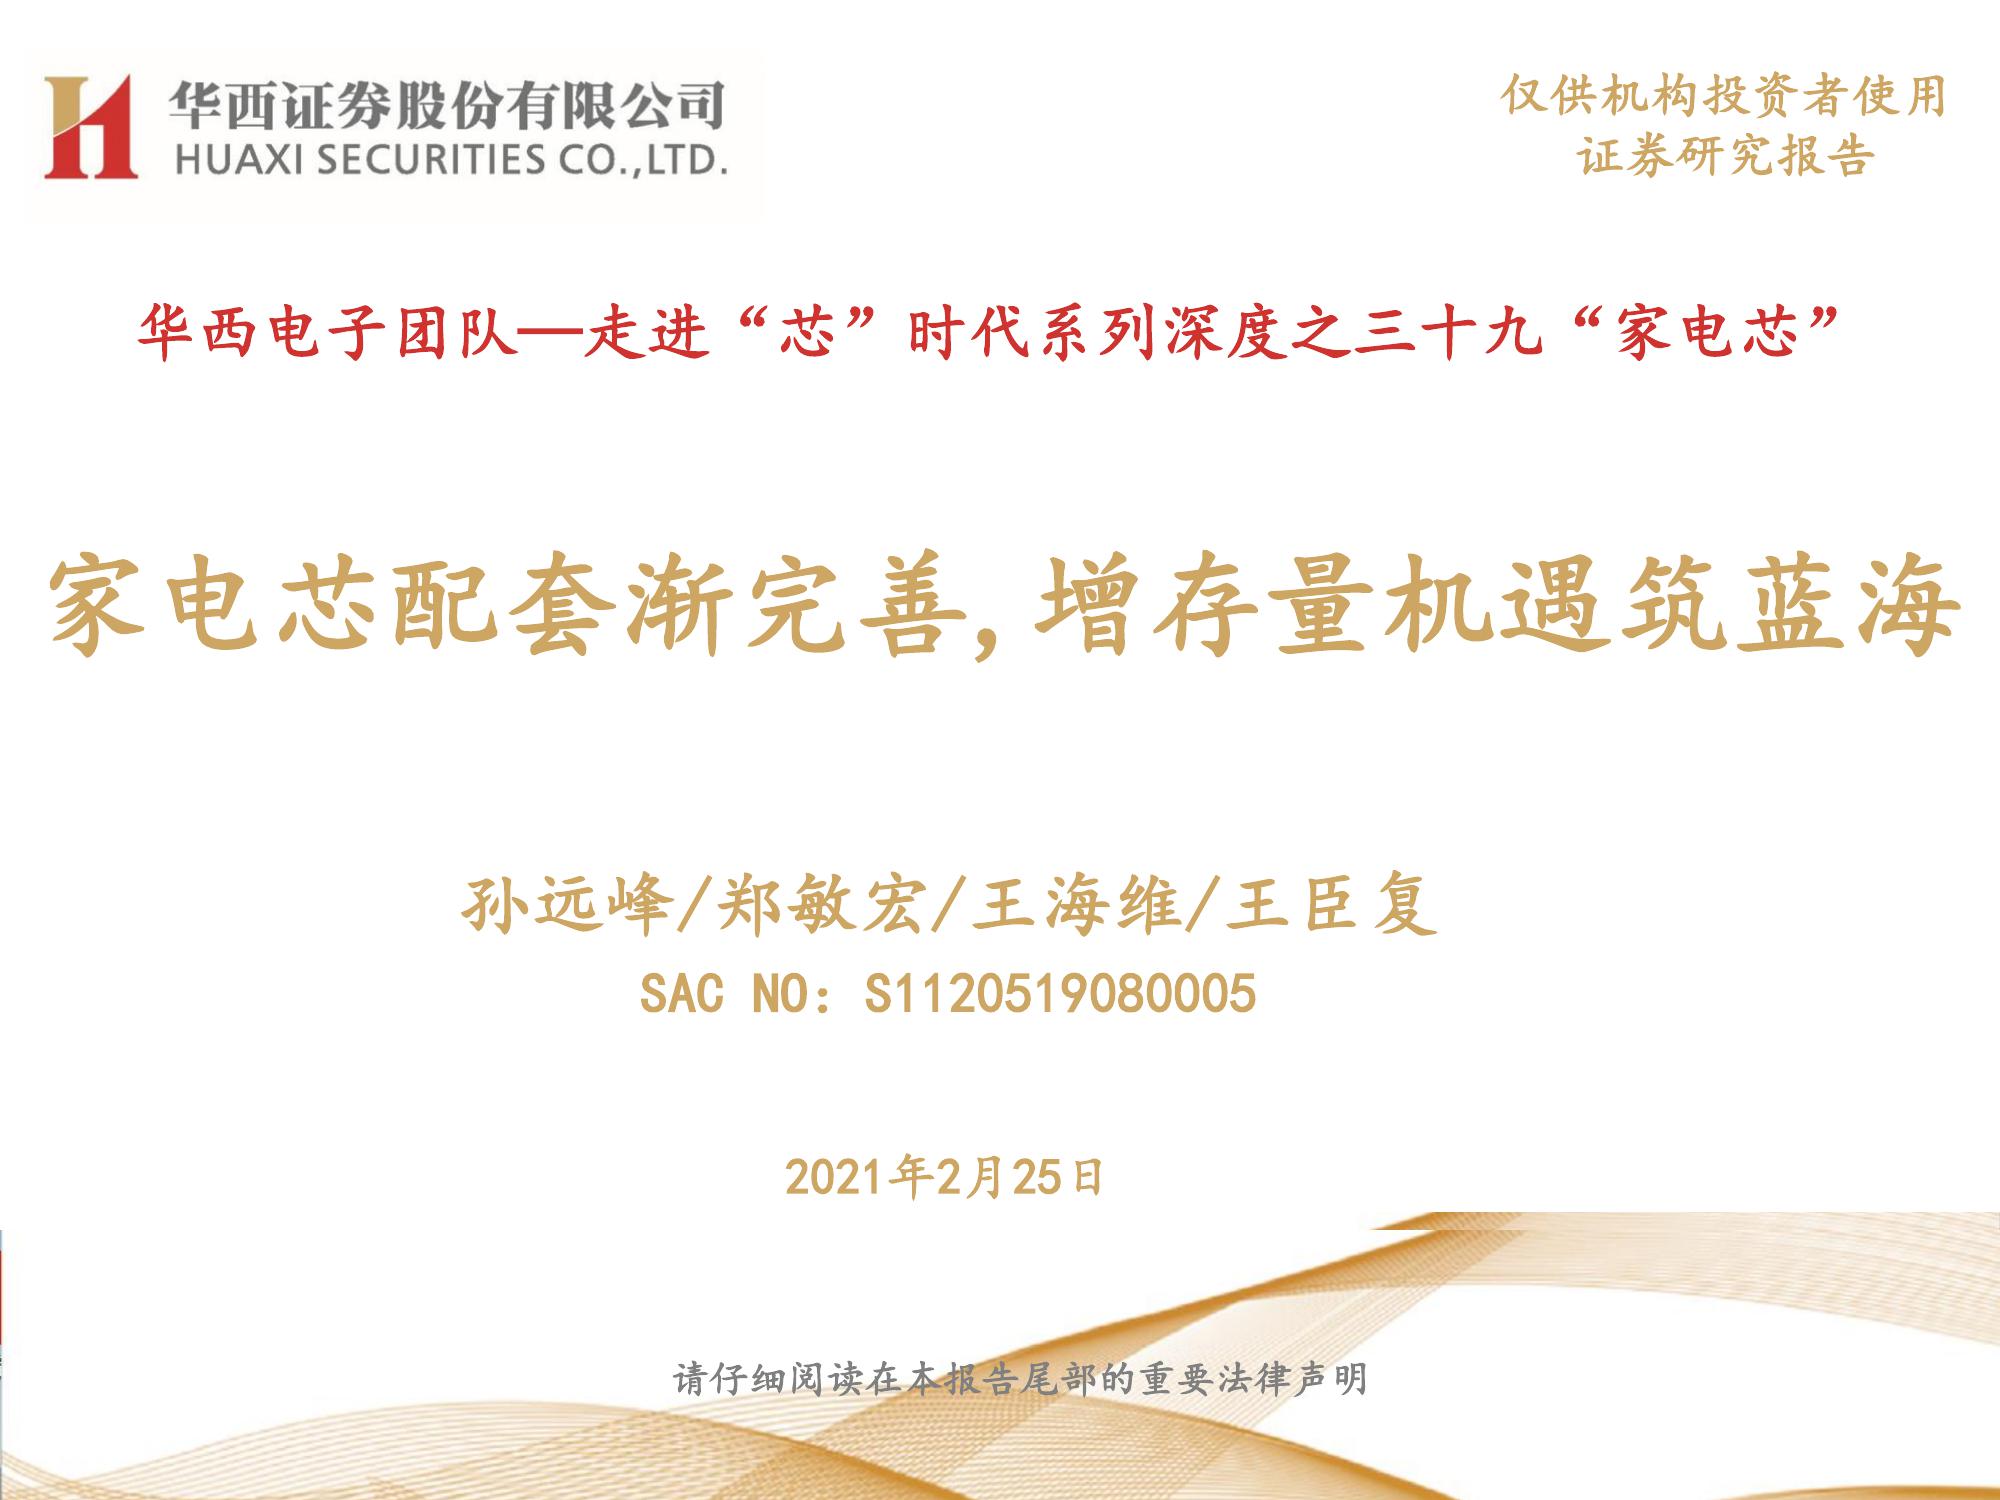 华西证券股份有限公司
HUAXI SECURITIES CO.,LTD.
仅供机构投资者使用
证券研究报告
华西电子团队—走进“芯”时代系列深度之三十九“家电芯”
家电芯配套渐完善,增存量机遇筑蓝海
孙远峰/郑敏宏/王海维/王臣复
SAC NO：S1120519080005
2021年2月25日
请仔细阅读在本报告尾部的重要法律声明